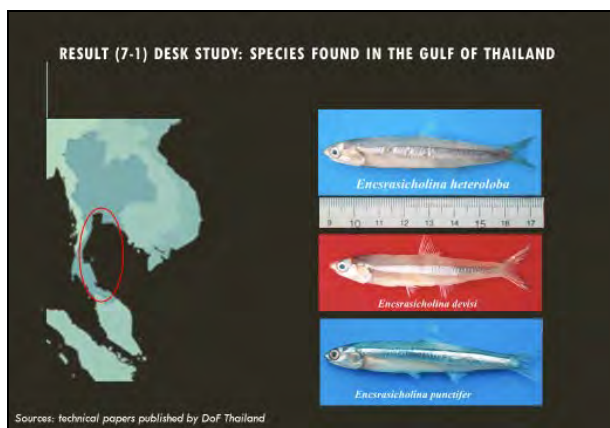 RESULT (7-1) DESK STUDY: SPECIES FOUND IN THE GULF OF THAILAND
Encsrasicholina heteroloba
9 10 11 12 13 14 15 16 17
Encsrasicholina devisi
Encsrasicholina punctifer
Sources: technical papers published by DoF Thailand